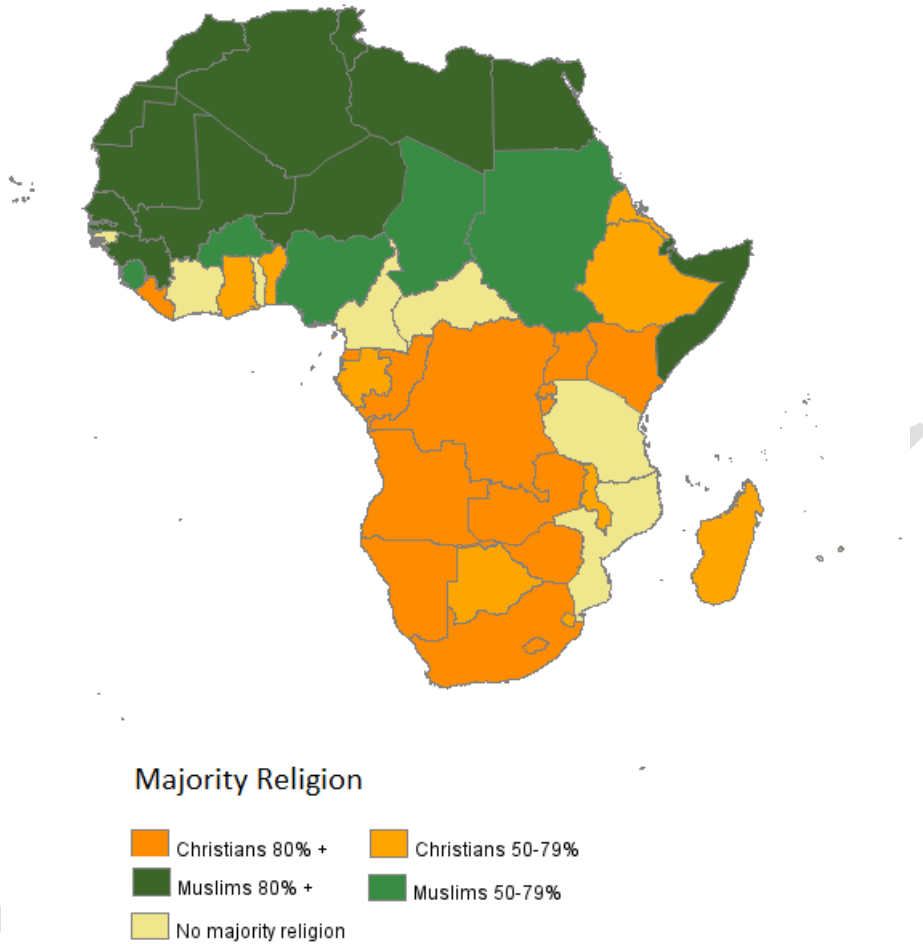 Majority Religion
Christians 80% +
Christians 50-79%
Muslims 80% +
Muslims 50-79%
No majority religion